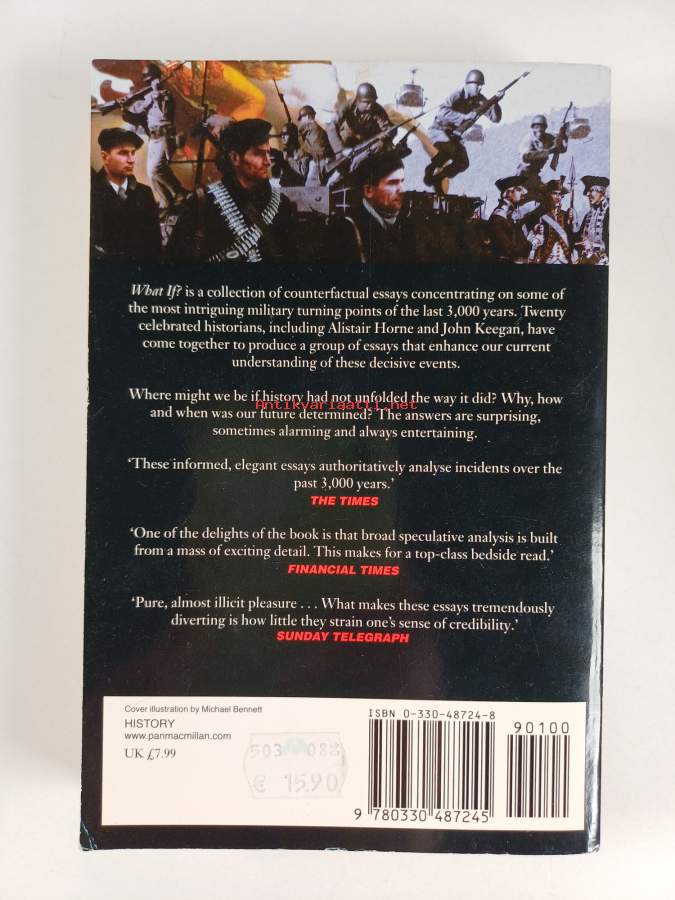 What If? is a collection of counterfactual essays concentrating on some of
the most intriguing military turning points of the last 3,000 years. Twenty
celebrated historians, including Alistair Horne and John Keegan, have
come together to produce a group of essays that enhance our current
understanding of these decisive events.
Where might we be if history had not unfolded the way it did? Why, how
Antikvariaatti.net
and when was our future determined? The answers are surprising,
sometimes alarming and always entertaining.
‘These informed, elegant essays authoritatively analyse incidents over the
past 3,000 years.’
THE TIMES
‘One of the delights of the book is that broad speculative analysis is built
from a mass of exciting detail. This makes for a top-class bedside read.’
FINANCIAL TIMES
‘Pure, almost illicit pleasure . . . What makes these essays tremendously
diverting is how little they strain one’s sense of credibility.’
SUNDAY TELEGRAPH
Cover illustration by Michael Bennett
HISTORY
www.panmacmillan.com
UK £7.99
503
€ 15.90
ISBN 0-330-48724-8
90100
9 780330 487245